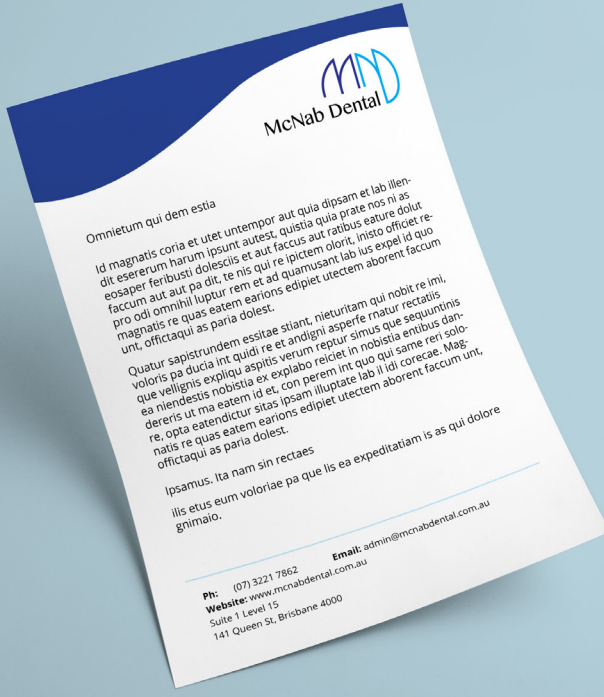 McNab Dental
Omnietum qui dem estia
Id magnatis coria et utet untempor aut quia dipsam et lab illen-
dit esererum harum ipsunt autest, quistia quia prate nos ni as
eosaper feribusti dolesciis et aut faccus aut ratibus eature dolut
faccum aut aut pa dit, te nis qui re ipictem olorit, inisto officiet re-
pro odi omnihil luptur rem et ad quamusant lab ius expel id quo
magnatis re quas eatem earions edipiet utectem aborent faccum
unt, offictaqui as paria dolest.
Quatur sapistrundem essitae stiant, nieturitam qui nobit re imi,
voloris pa ducia int quidi re et andigni asperfe rnatur rectatiis
que vellignis expliqu aspitis verum reptur simus que sequuntinis
ea niendestis nobistia ex explabo reiciet in nobistia entibus dan-
dereris ut ma eatem id et, con perem int quo qui same reri solo-
re, opta eatendictur sitas ipsam illuptate lab il idi corecae. Mag-
natis re quas eatem earions edipiet utectem aborent faccum unt,
offictaqui as paria dolest.
Ipsamus. Ita nam sin rectaes
ilis etus eum voloriae pa que lis ea expeditatiam is as qui dolore
gnimaio.
Ph: (07) 3221 7862 Email: admin@mcnabdental.com.au
Website: www.mcnabdental.com.au
Suite 1 Level 15
141 Queen St, Brisbane 4000